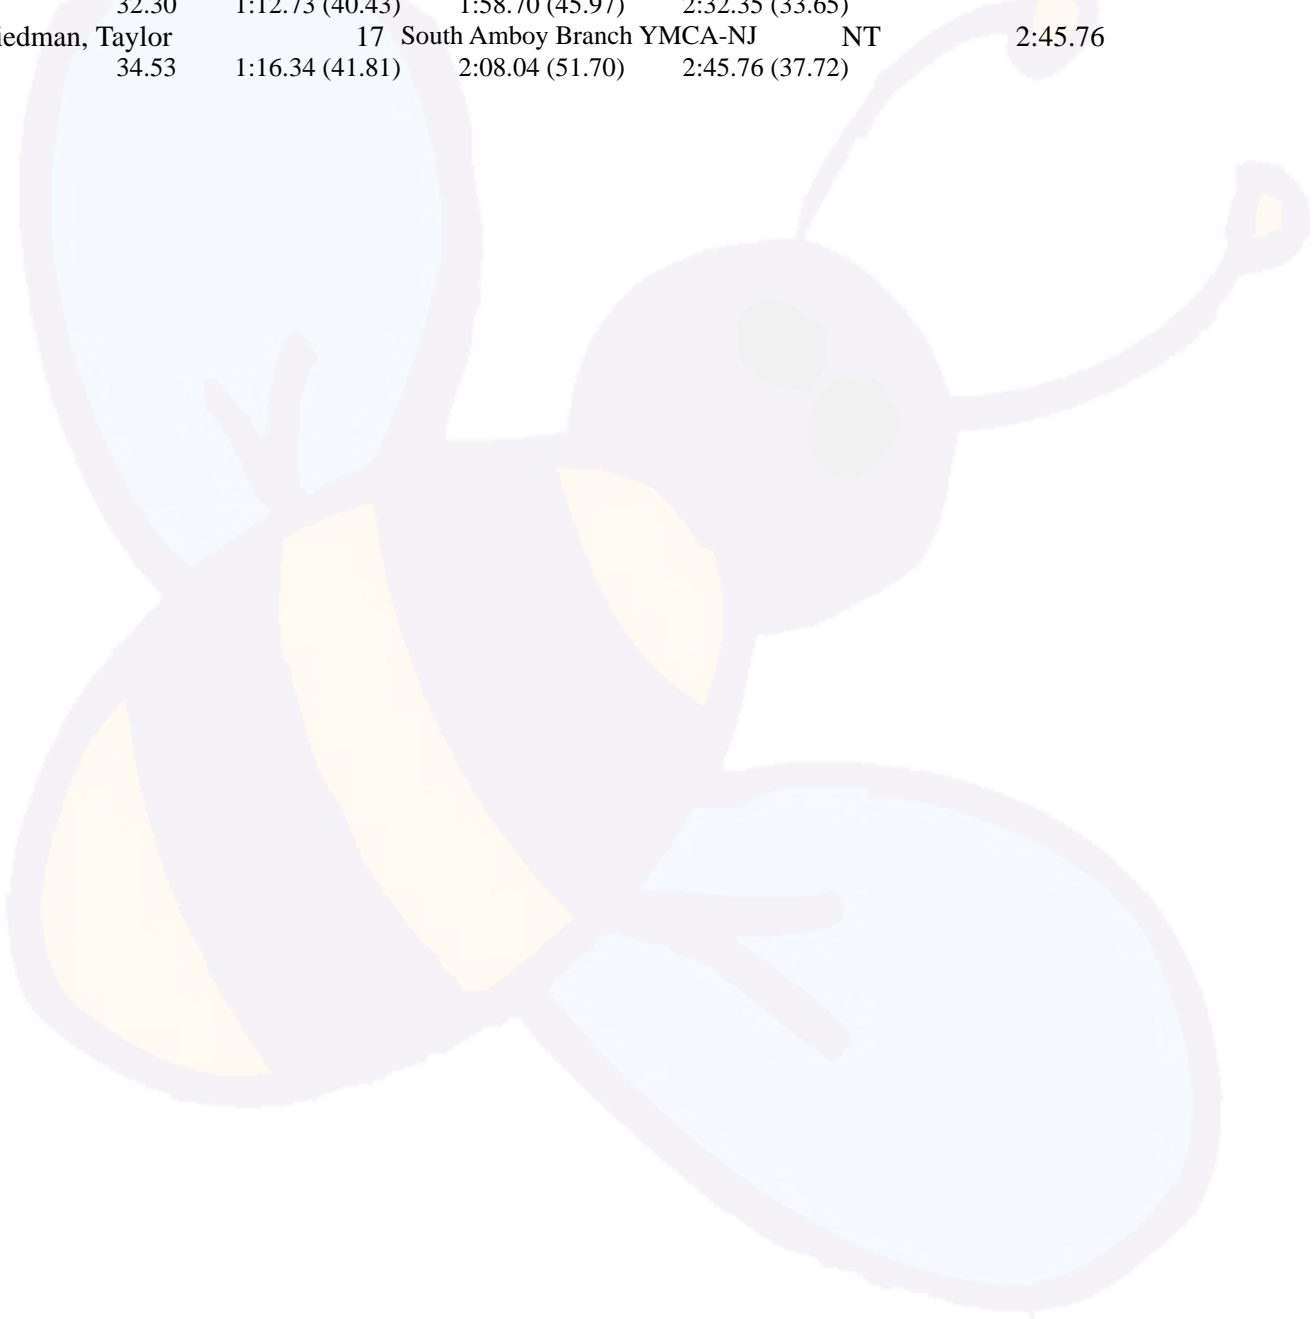 32.30 1:12.73 (40.43) 1:58.70 (45.97) 2:32.35 (33.65)
iedman, Taylor 17 South Amboy Branch YMCA-NJ NT 2:45.76
34.53 1:16.34 (41.81) 2:08.04 (51.70) 2:45.76 (37.72)